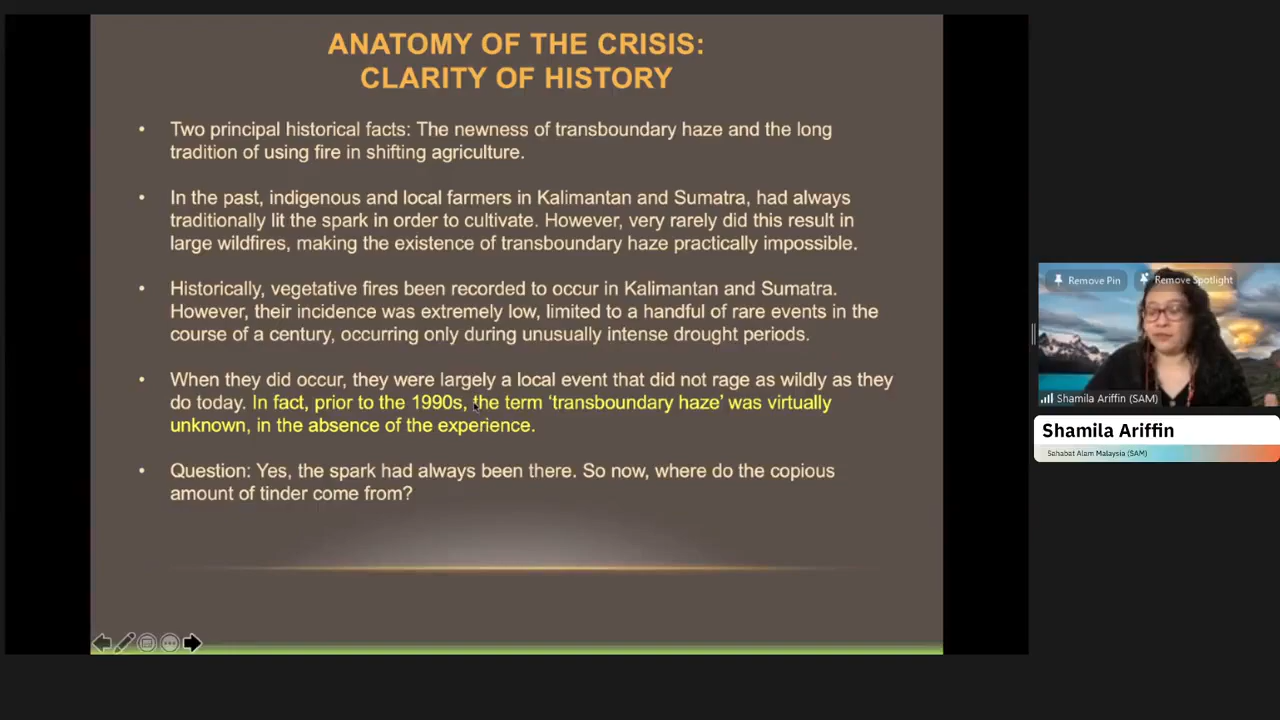 ANATOMY OF THE CRISIS:
CLARITY OF HISTORY
• Two principal historical facts: The newness of transboundary haze and the long
tradition of using fire in shifting agriculture.
• In the past, indigenous and local farmers in Kalimantan and Sumatra, had always
traditionally lit the spark in order to cultivate. However, very rarely did this result in
large wildfires, making the existence of transboundary haze practically impossible.
• Historically, vegetative fires been recorded to occur in Kalimantan and Sumatra.
However, their incidence was extremely low, limited to a handful of rare events in the
course of a century, occurring only during unusually intense drought periods.
• When they did occur, they were largely a local event that did not rage as wildly as they
do today. In fact, prior to the 1990s, the term ‘transboundary haze’ was virtually
unknown, in the absence of the experience.
• Question: Yes, the spark had always been there. So now, where do the copious
amount of tinder come from?
Remove Pin
Remove Spotlight
Shamila Ariffin (SAM)
Shamila Ariffin
Sahabat Alam Malaysia (SAM)